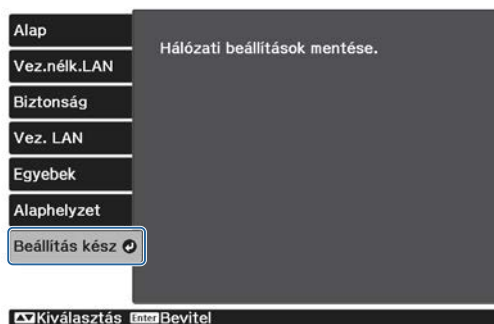 Alap
Hálózati beállítások mentése.
Vez.nélk.LAN
Biztonság
Vez. LAN
Egyebek
Alaphelyzet
Beállítás kész
Kiválasztás Enter Bevitel